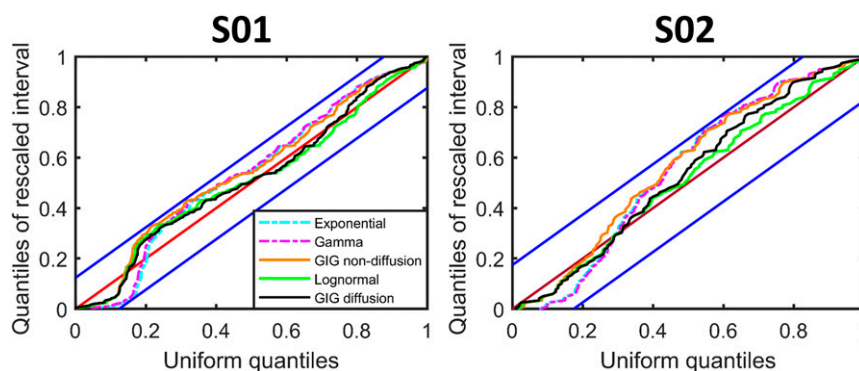 S01
Quantiles of rescaled interval
1
0.8
0.6
0.4
0.2
0
0 0.2 0.4 0.6 0.8 1
Uniform quantiles
Exponential
Gamma
GIG non-diffusion
Lognormal
GIG diffusion
S02
Quantiles of rescaled interval
1
0.8
0.6
0.4
0.2
0
0 0.2 0.4 0.6 0.8
Uniform quantiles